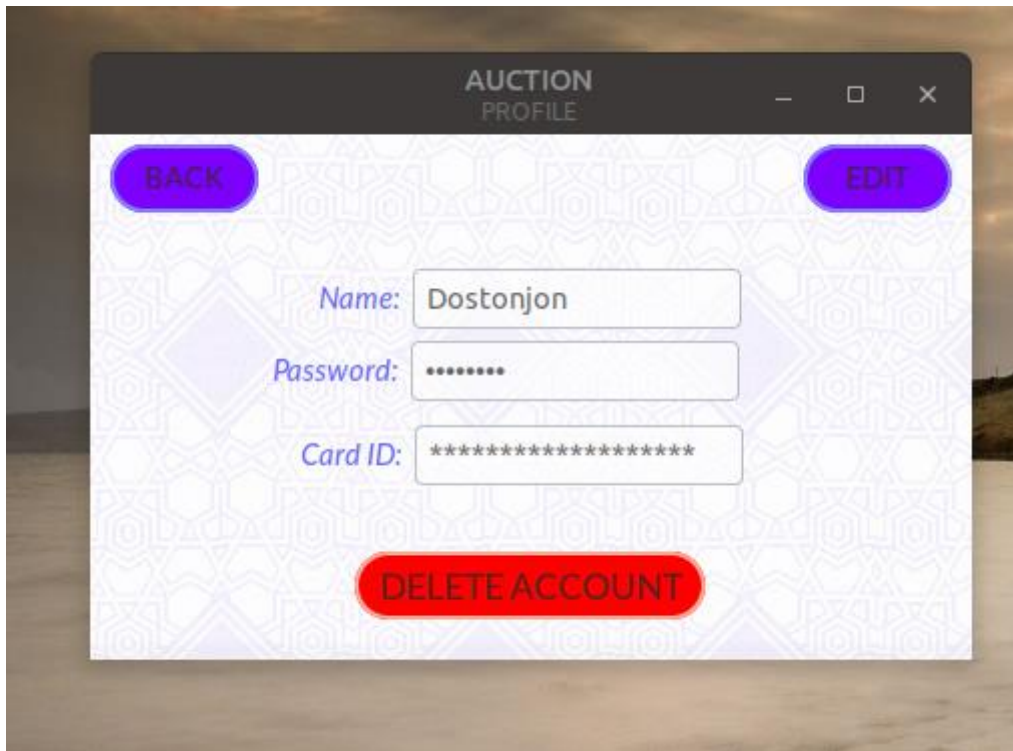 AUCTION
PROFILE
BACK
EDIT
Name: Dostonjon
Password: ••••••••
Card ID: *******************
DELETE ACCOUNT